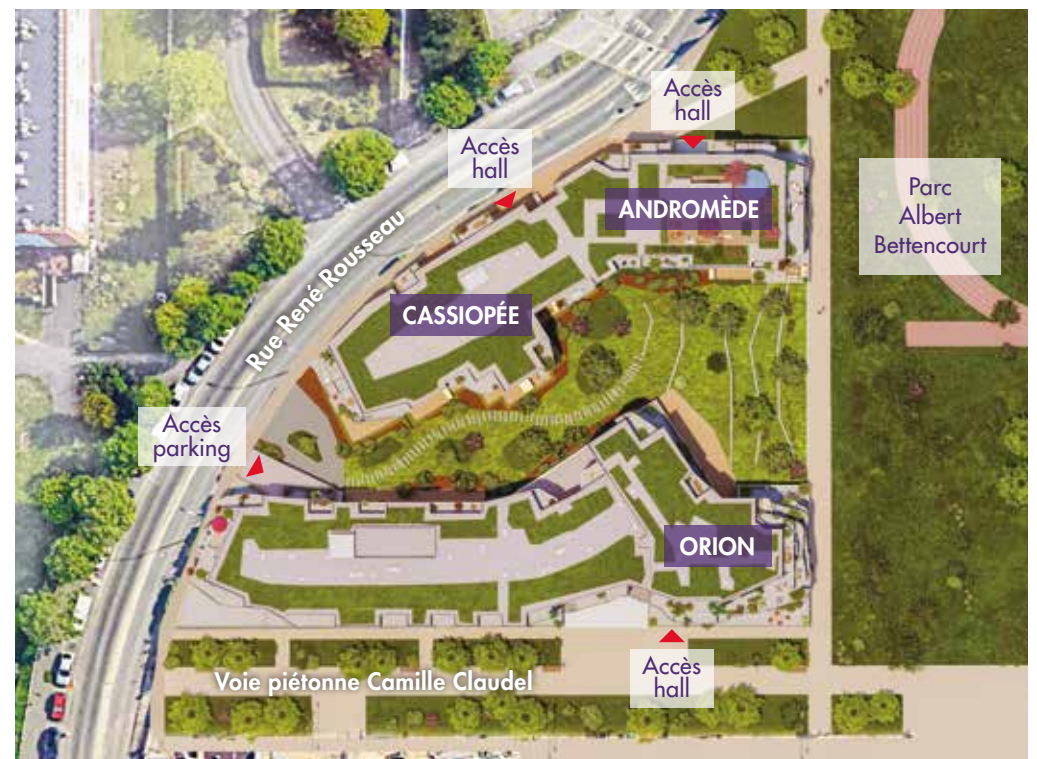 Accès
hall
Accès
hall
Parc
Albert
Bettencourt
ANDROMÈDE
Rue René Rousseau
CASSIOPÉE
Accès
parking
ORION
Accès
hall
Voie piétonne Camille Claudel